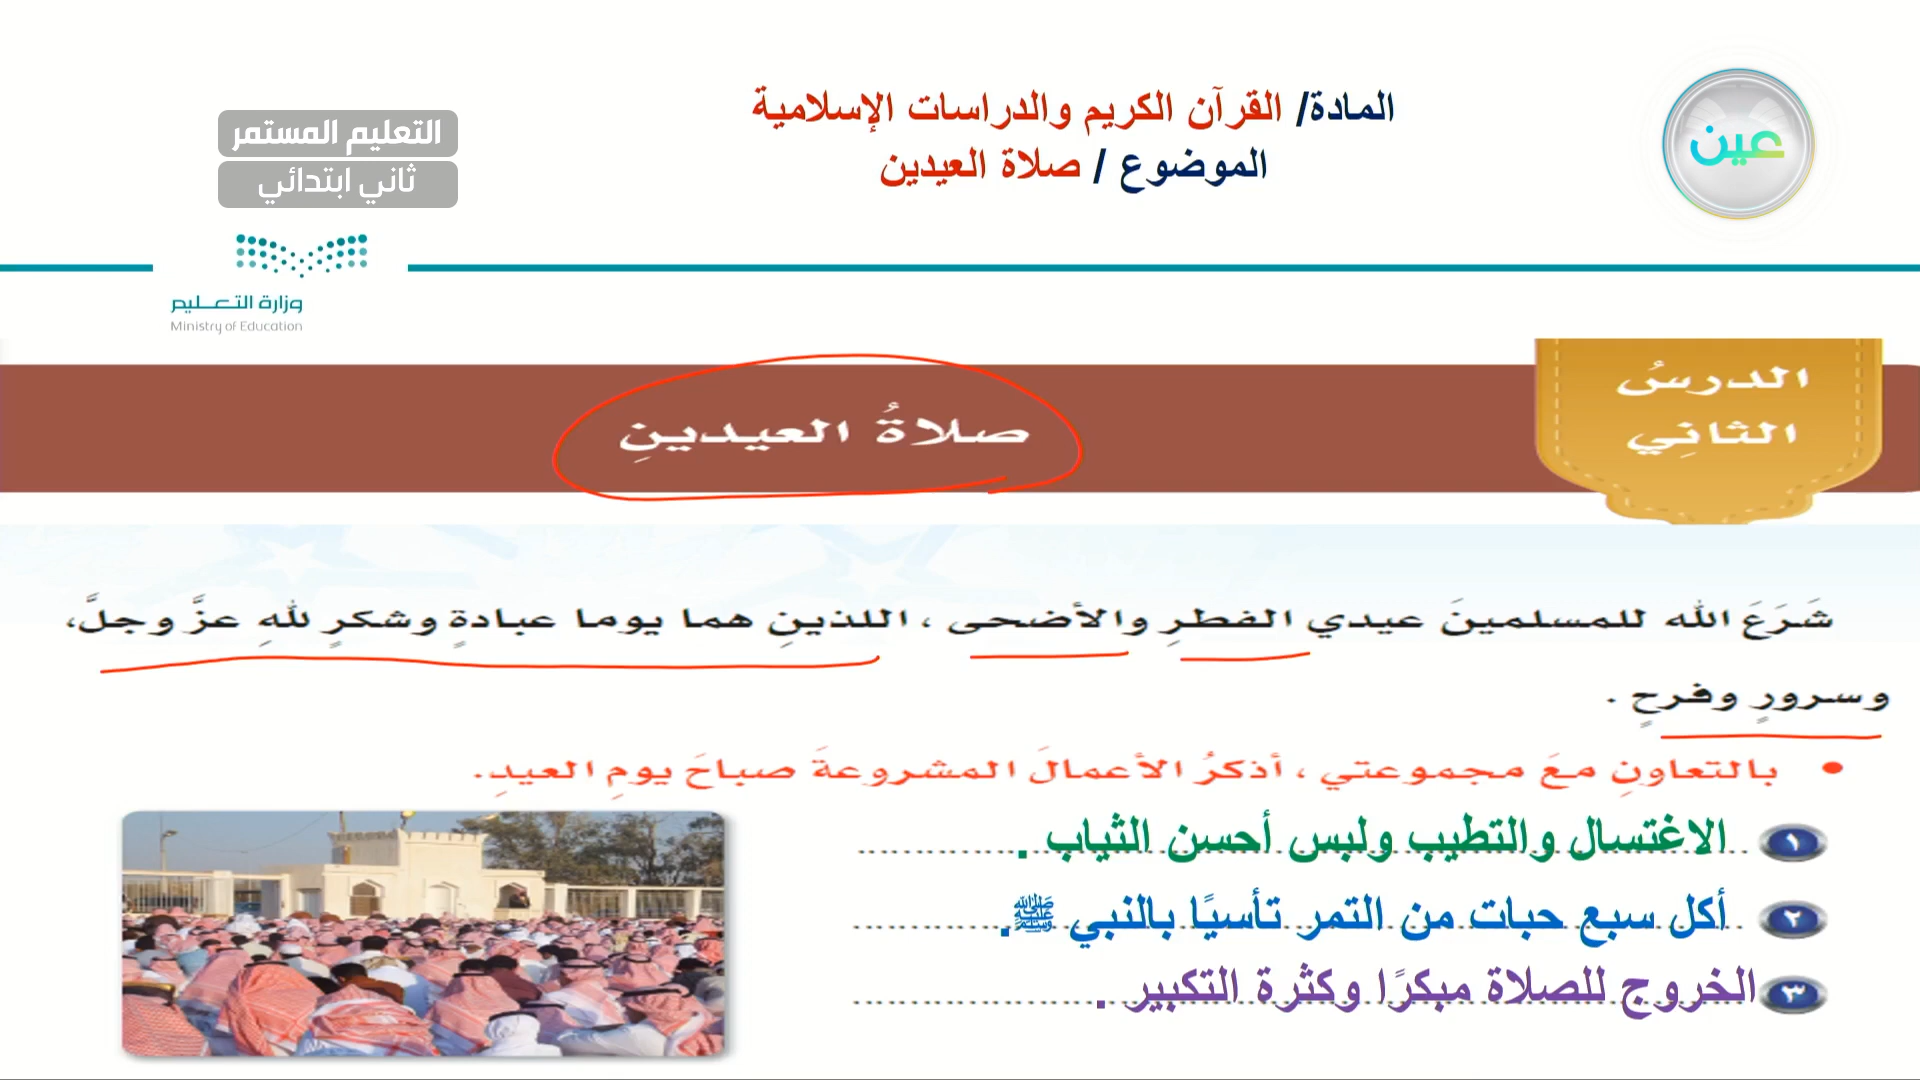 المادة/ القرآن الكريم والدراسات الإسلامية
الموضوع / صلاة العيدين
عين
التعليم المستمر
ثاني ابتدائي
وزارة التعـــليم
Ministry of Education
الدرسُ
الثانِي
صلاةُ العيدينِ
شَرَعَ الله للمسلمينَ عيدي الفطرِ والأضحى ، اللذينِ هما يوما عبادةٍ وشكرٍ للهِ عزَّ وجلَّ،
وسرورٍ وفرحٍ .
• بالتعاونِ معَ مجموعتي ، أذكرُ الأعمالَ المشروعةَ صباحَ يومِ العيدِ.
١ الاغتسال والتطيب ولبس أحسن الثياب .
٢ أكل سبع حبات من التمر تأسيًا بالنبي ﷺ.
٣ الخروج للصلاة مبكرًا وكثرة التكبير .